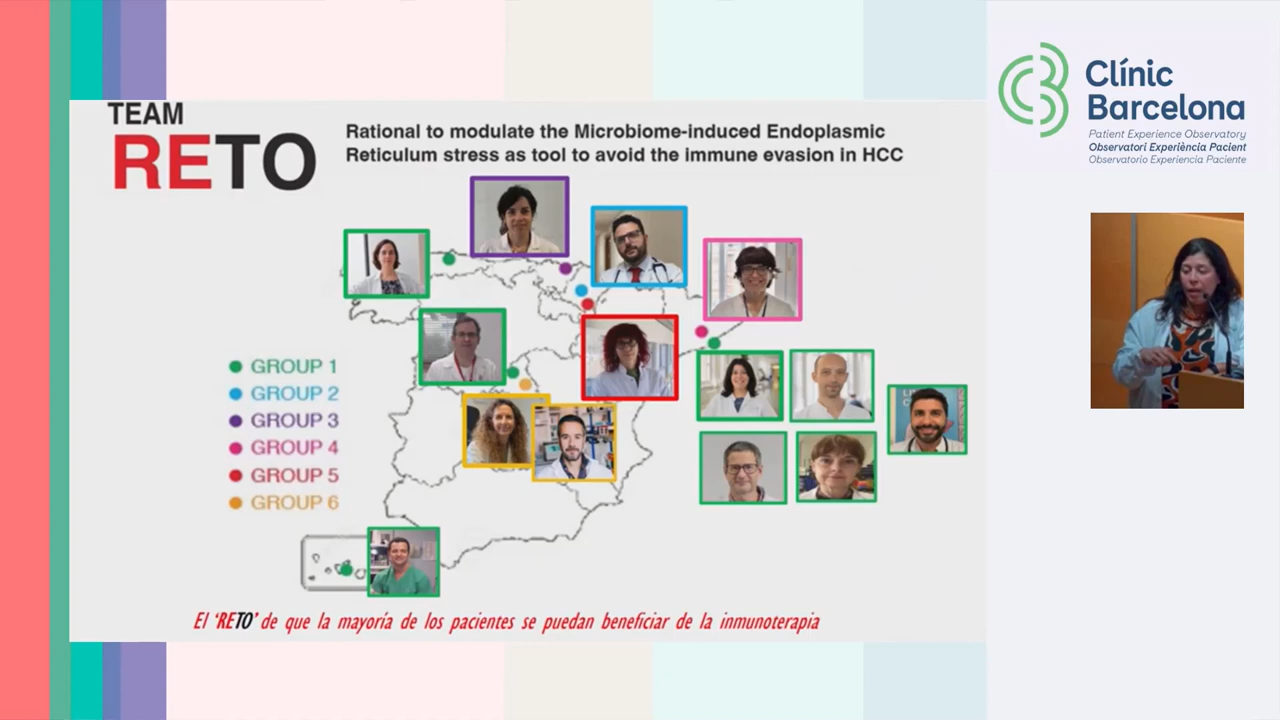 TEAM
RETO
Rational to modulate the Microbiome-induced Endoplasmic
Reticulum stress as tool to avoid the immune evasion in HCC
GROUP 1
GROUP 2
GROUP 3
GROUP 4
GROUP 5
GROUP 6
El ‘RETO’ de que la mayoría de los pacientes se puedan beneficiar de la inmunoterapia
Clínic
Barcelona
Patient Experience Observatory
Observatori Experiència Pacient
Observatorio Experiencia Paciente